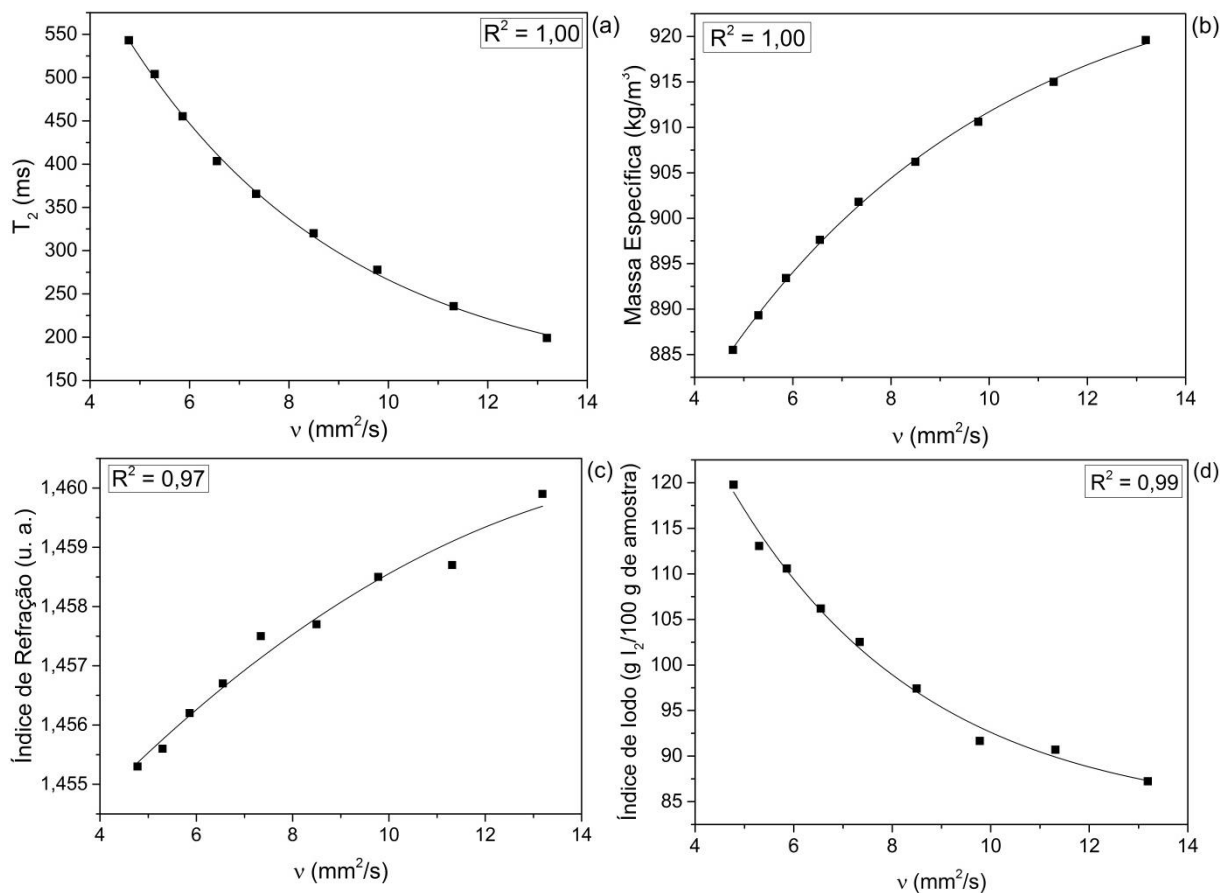 (a)
R² = 1,00
T₂ (ms)
550
500
450
400
350
300
250
200
150
4 6 8 10 12 14
ν (mm²/s)
(b)
R² = 1,00
Massa Específica (kg/m³)
920
915
910
905
900
895
890
885
4 6 8 10 12 14
ν (mm²/s)
(c)
R² = 0,97
Índice de Refração (u. a.)
1,460
1,459
1,458
1,457
1,456
1,455
4 6 8 10 12 14
ν (mm²/s)
(d)
R² = 0,99
Índice de Iodo (g I₂/100 g de amostra)
120
115
110
105
100
95
90
85
4 6 8 10 12 14
ν (mm²/s)